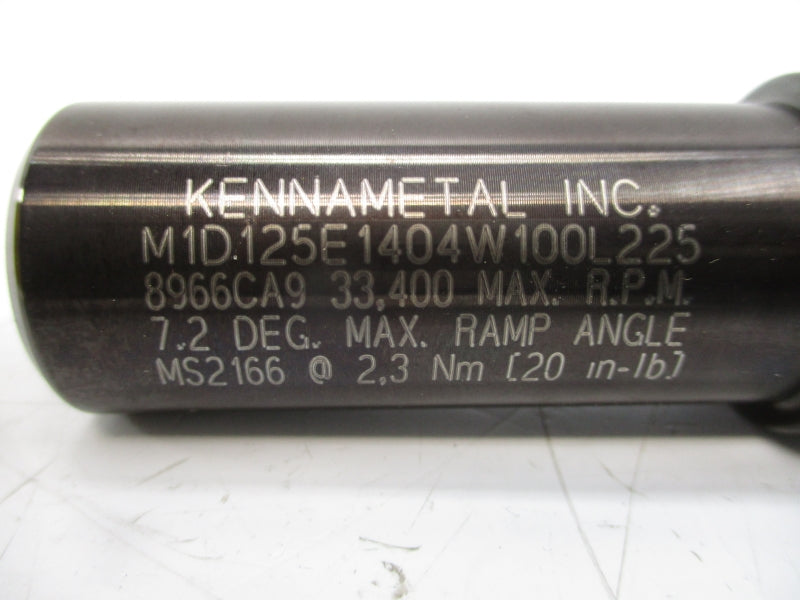 KENNAMETAL INC.
M1D125E1404W100L225
8966CA9 33,400 MAX. R.P.M.
7.2 DEG. MAX. RAMP ANGLE
MS2166 @ 2,3 Nm [20 in-lb]